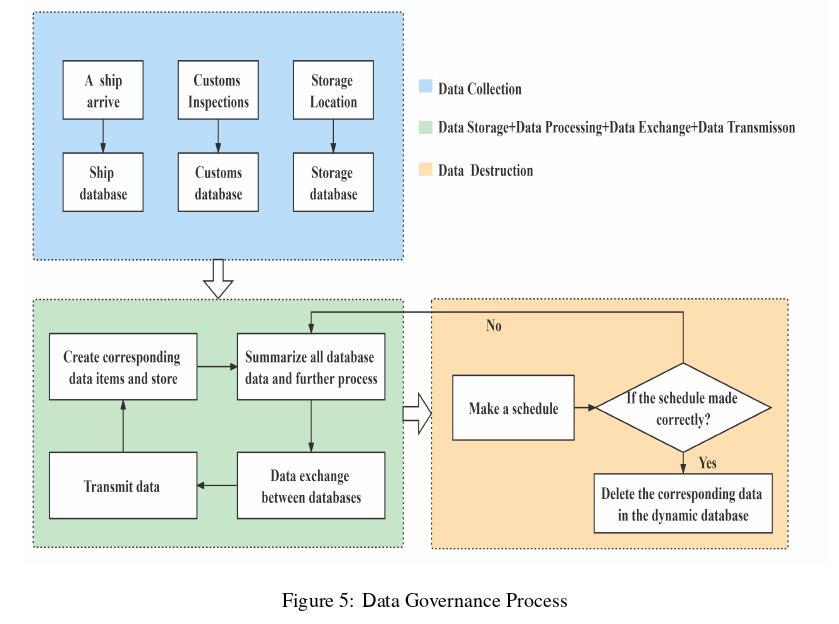 A ship
arrive
Customs
Inspections
Storage
Location
Ship
database
Customs
database
Storage
database
Data Collection
Data Storage+Data Processing+Data Exchange+Data Transmisson
Data Destruction
Create corresponding
data items and store
Summarize all database
data and further process
Transmit data
Data exchange
between databases
No
Make a schedule
If the schedule made
correctly?
Yes
Delete the corresponding data
in the dynamic database
Figure 5: Data Governance Process